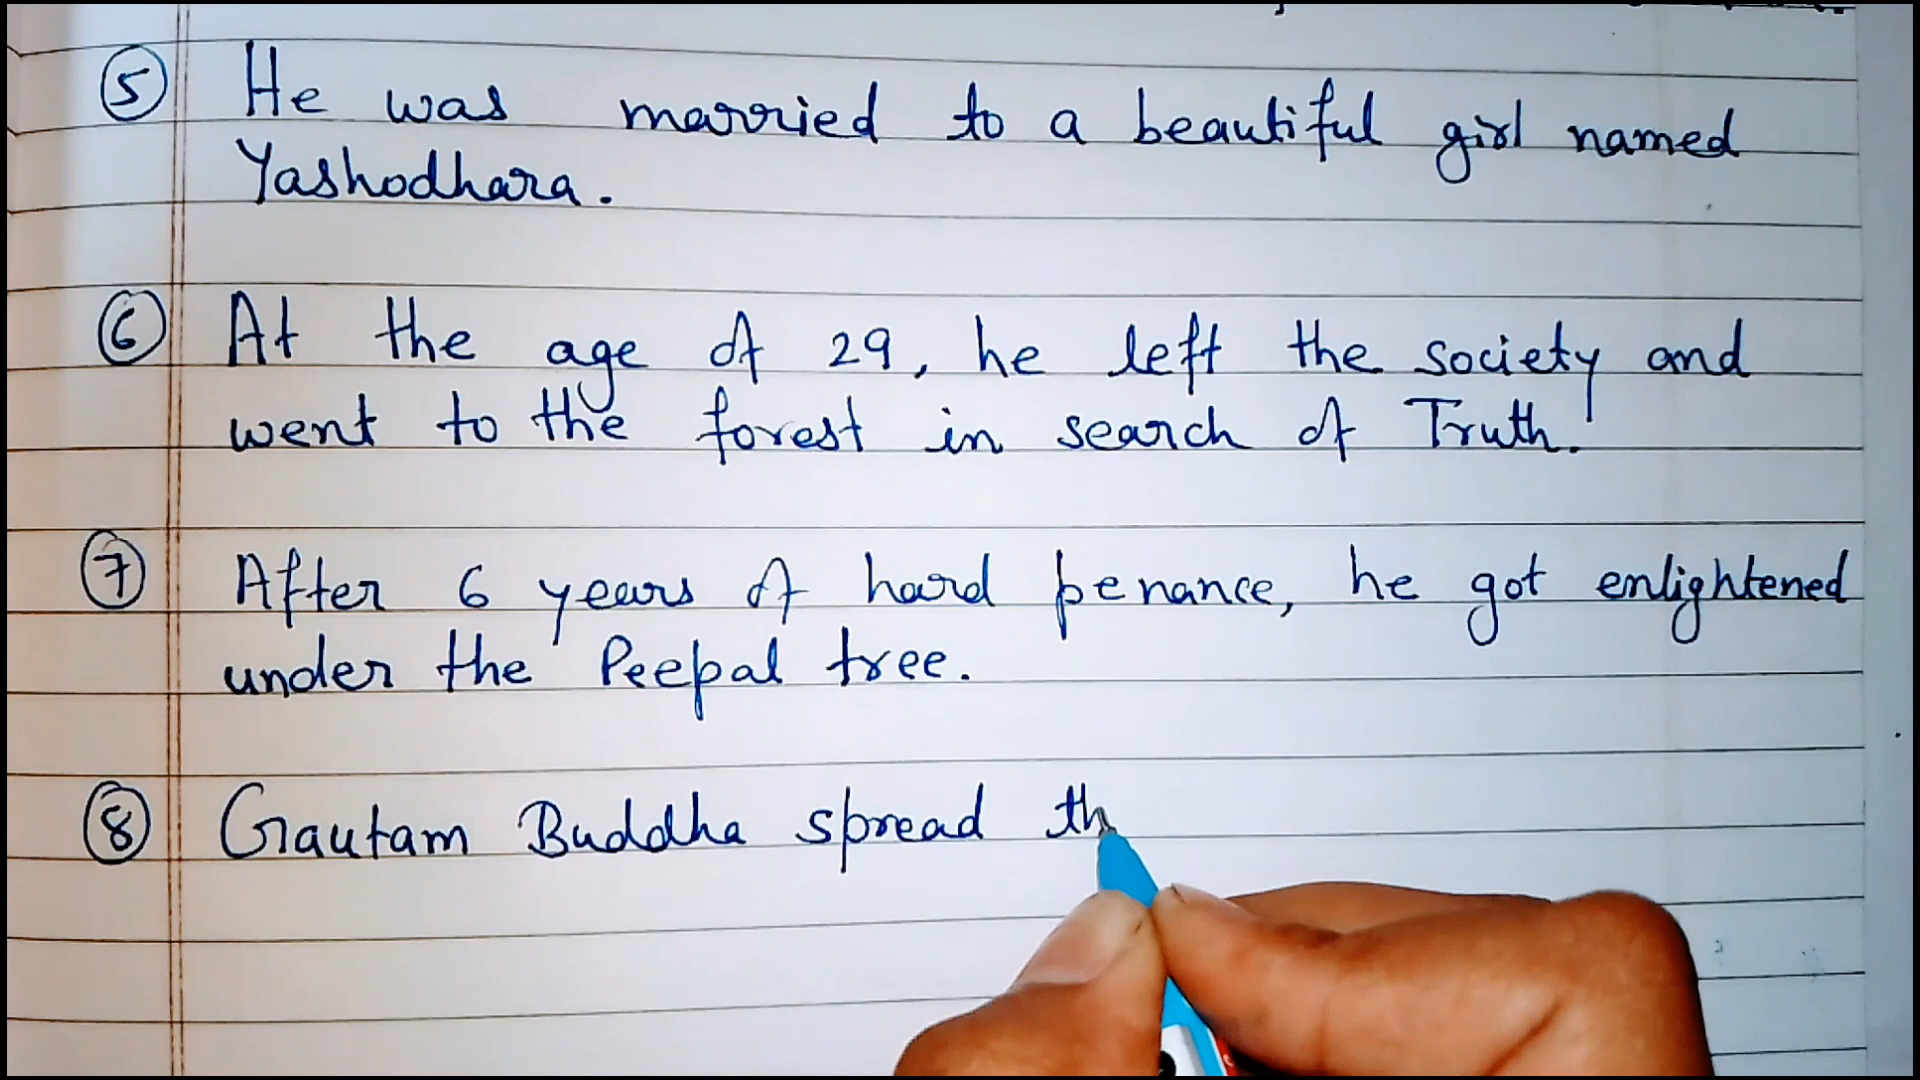 5 He was married to a beautiful girl named
Yashodhara.
6 At the age of 29, he left the society and
went to the forest in search of Truth.
7 After 6 years of hard penance, he got enlightened
under the Peepal tree.
8 Gautam Buddha spread th